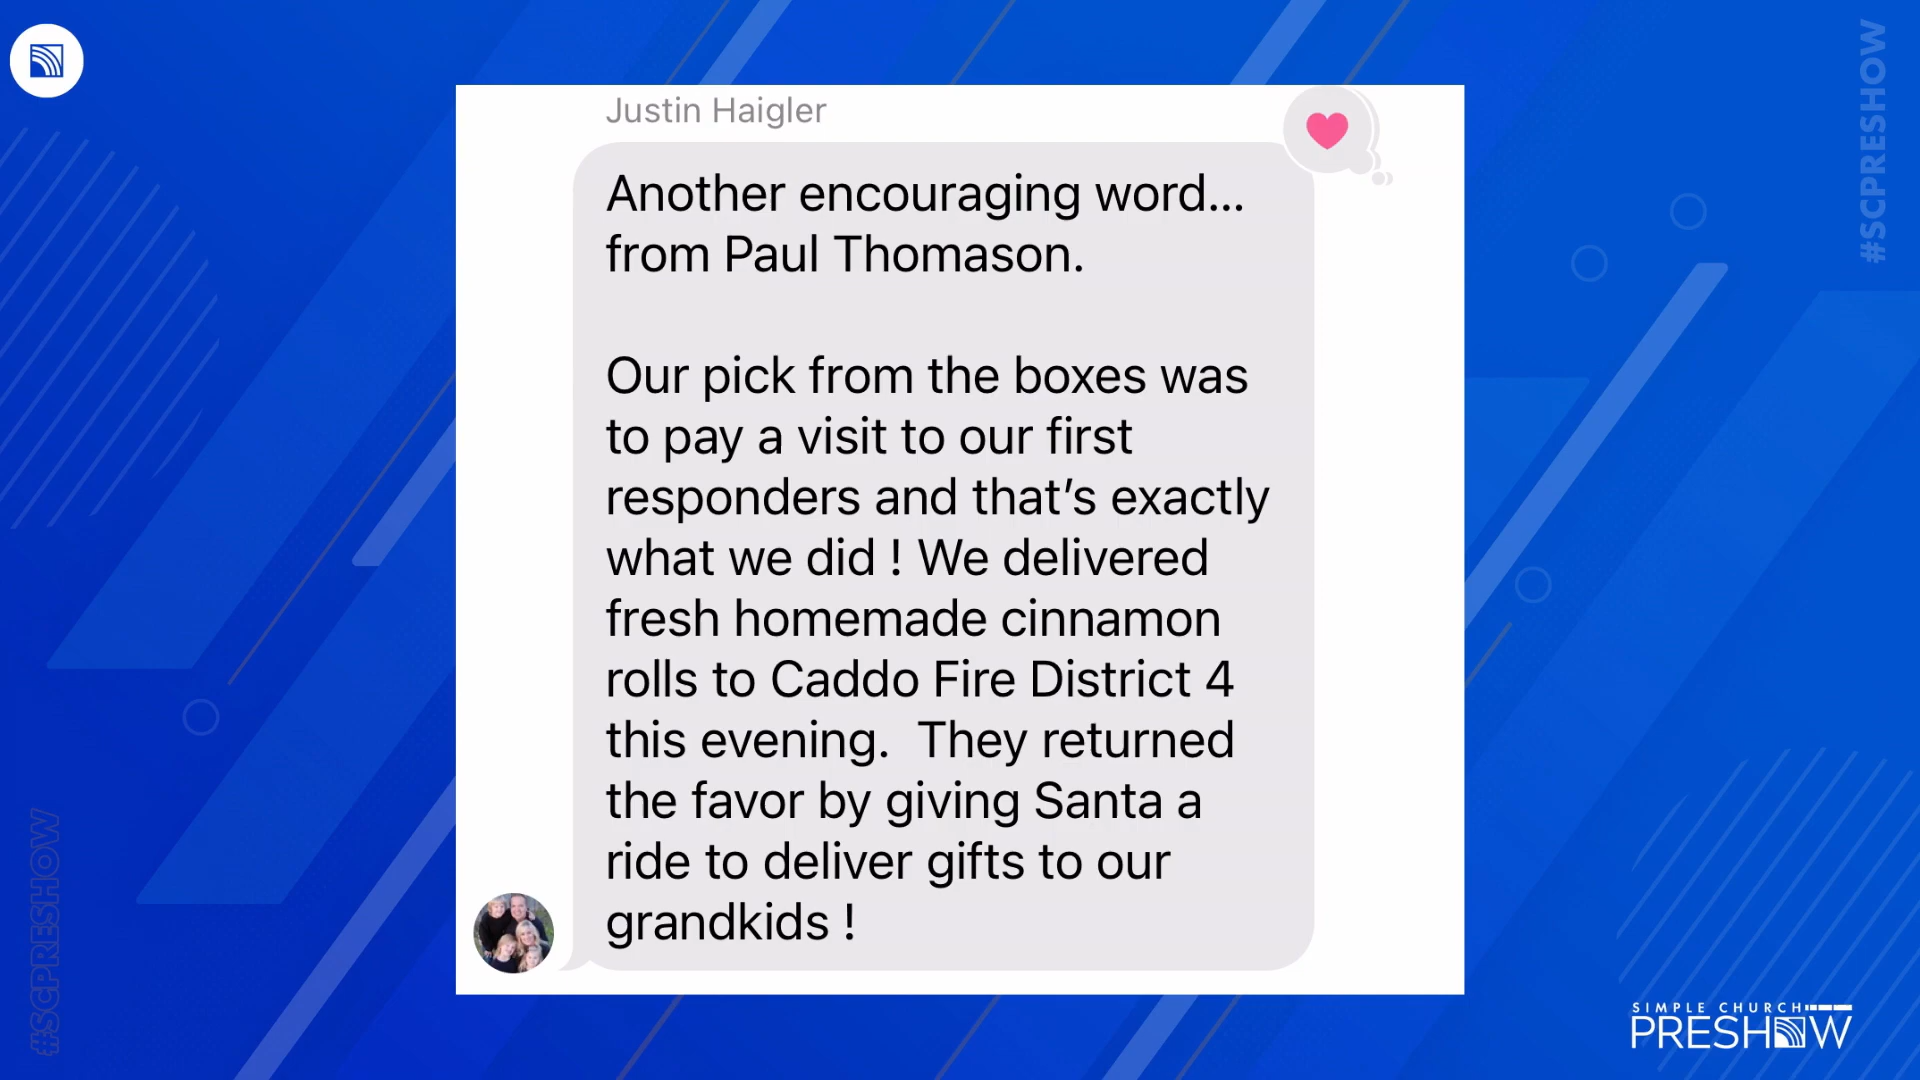 Justin Haigler
Another encouraging word...
from Paul Thomason.
Our pick from the boxes was
to pay a visit to our first
responders and that’s exactly
what we did ! We delivered
fresh homemade cinnamon
rolls to Caddo Fire District 4
this evening.  They returned
the favor by giving Santa a
ride to deliver gifts to our
grandkids !
#SCPRESHOW
#SCPRESHOW
SIMPLE CHURCH
PRESHOW